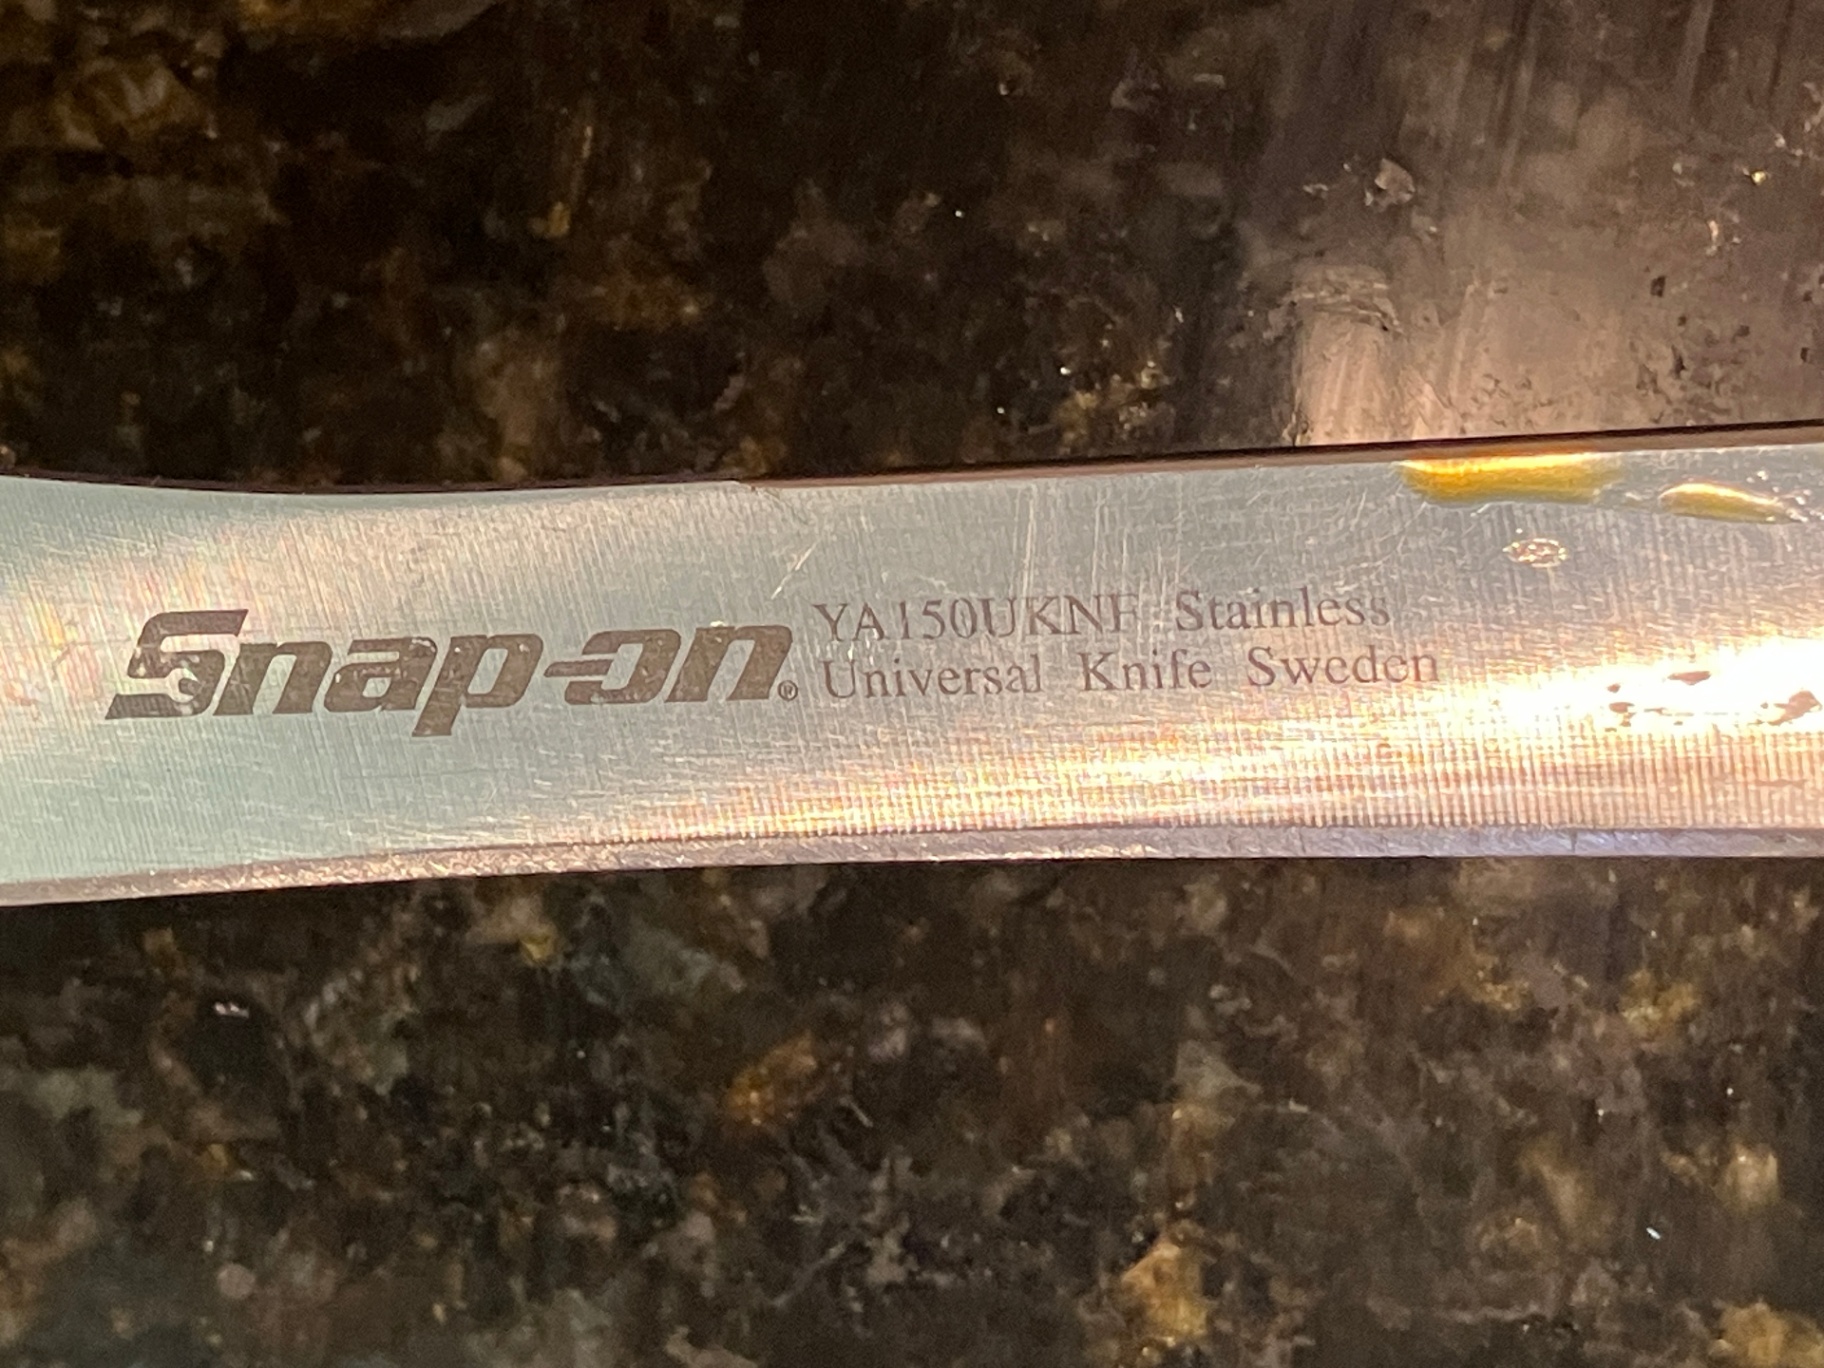 Snap-on® YA150UKNF Stainless
Universal Knife Sweden